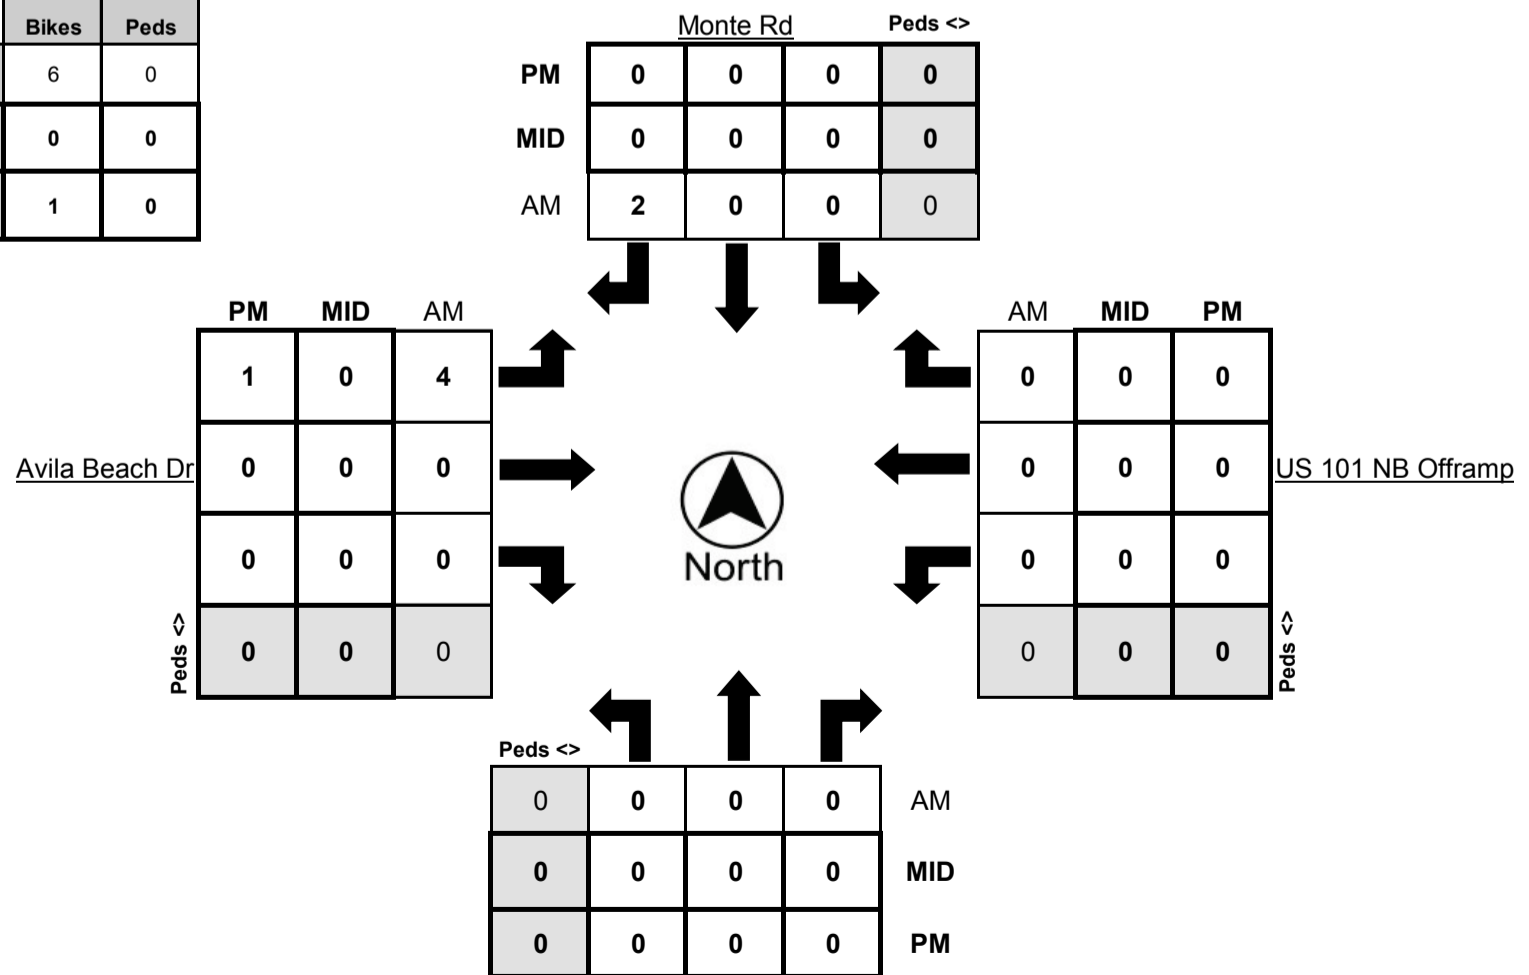 Bikes Peds
6 0
0 0
1 0
Monte Rd Peds <>
PM 0 0 0 0
MID 0 0 0 0
AM 2 0 0 0
PM MID AM
1 0 4
Avila Beach Dr 0 0 0
0 0 0
Peds <> 0 0 0
AM MID PM
0 0 0
0 0 0 US 101 NB Offramp
0 0 0
0 0 0 Peds <>
North
Peds <>
0 0 0 0 AM
0 0 0 0 MID
0 0 0 0 PM